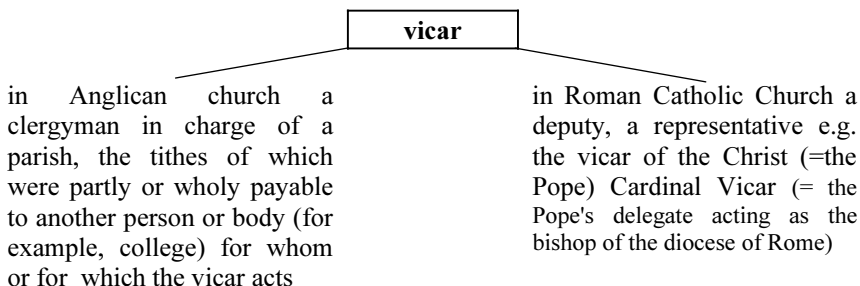 vicar
in Anglican church a
clergyman in charge of a
parish, the tithes of which
were partly or wholy payable
to another person or body (for
example, college) for whom
or for which the vicar acts
in Roman Catholic Church a
deputy, a representative e.g.
the vicar of the Christ (=the
Pope) Cardinal Vicar (= the
Pope's delegate acting as the
bishop of the diocese of Rome)